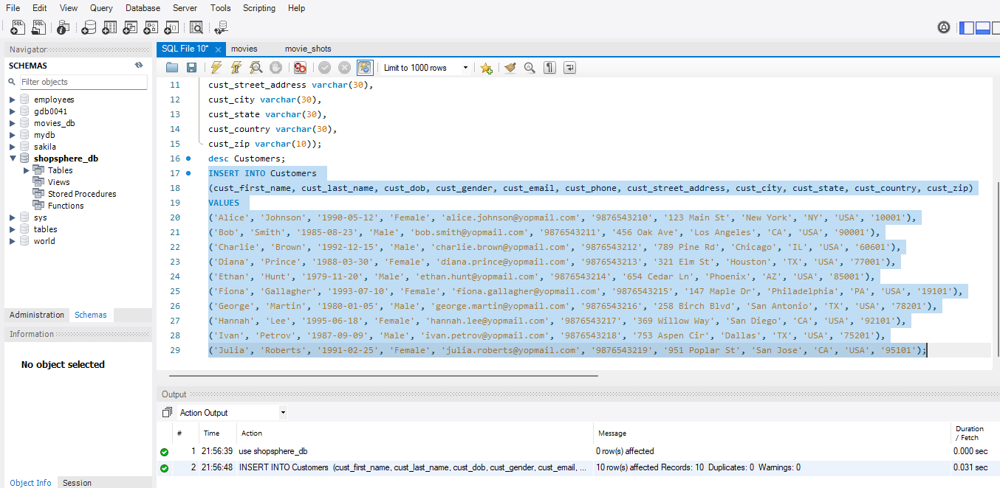 File Edit View Query Database Server Tools Scripting Help
Navigator
SCHEMAS
Filter objects
employees
gdb0041
movies_db
mydb
sakila
shopsphere_db
Tables
Views
Stored Procedures
Functions
sys
tables
world
Administration Schemas
Information
No object selected
Object Info Session
SQL File 10* × movies movie_shots
Limit to 1000 rows
11 cust_street_address varchar(30),
12 cust_city varchar(30),
13 cust_state varchar(30),
14 cust_country varchar(30),
15 cust_zip varchar(10));
16 desc Customers;
17 INSERT INTO Customers
18 (cust_first_name, cust_last_name, cust_dob, cust_gender, cust_email, cust_phone, cust_street_address, cust_city, cust_state, cust_country, cust_zip)
19 VALUES
20 ('Alice', 'Johnson', '1990-05-12', 'Female', 'alice.johnson@yopmail.com', '9876543210', '123 Main St', 'New York', 'NY', 'USA', '10001'),
21 ('Bob', 'Smith', '1985-08-23', 'Male', 'bob.smith@yopmail.com', '9876543211', '456 Oak Ave', 'Los Angeles', 'CA', 'USA', '90001'),
22 ('Charlie', 'Brown', '1992-12-15', 'Male', 'charlie.brown@yopmail.com', '9876543212', '789 Pine Rd', 'Chicago', 'IL', 'USA', '60601'),
23 ('Diana', 'Prince', '1988-03-30', 'Female', 'diana.prince@yopmail.com', '9876543213', '321 Elm St', 'Houston', 'TX', 'USA', '77001'),
24 ('Ethan', 'Hunt', '1979-11-20', 'Male', 'ethan.hunt@yopmail.com', '9876543214', '654 Cedar Ln', 'Phoenix', 'AZ', 'USA', '85001'),
25 ('Fiona', 'Gallagher', '1993-07-10', 'Female', 'fiona.gallagher@yopmail.com', '9876543215', '147 Maple Dr', 'Philadelphia', 'PA', 'USA', '19101'),
26 ('George', 'Martin', '1980-01-05', 'Male', 'george.martin@yopmail.com', '9876543216', '258 Birch Blvd', 'San Antonio', 'TX', 'USA', '78201'),
27 ('Hannah', 'Lee', '1995-06-18', 'Female', 'hannah.lee@yopmail.com', '9876543217', '369 Willow Way', 'San Diego', 'CA', 'USA', '92101'),
28 ('Ivan', 'Petrov', '1987-09-09', 'Male', 'ivan.petrov@yopmail.com', '9876543218', '753 Aspen Cir', 'Dallas', 'TX', 'USA', '75201'),
29 ('Julia', 'Roberts', '1991-02-25', 'Female', 'julia.roberts@yopmail.com', '9876543219', '951 Poplar St', 'San Jose', 'CA', 'USA', '95101');
Output
Action Output
# Time Action Message Duration / Fetch
1 21:56:39 use shopsphere_db 0 row(s) affected 0.000 sec
2 21:56:48 INSERT INTO Customers (cust_first_name, cust_last_name, cust_dob, cust_gender, cust_email, ... 10 row(s) affected Records: 10 Duplicates: 0 Warnings: 0 0.031 sec